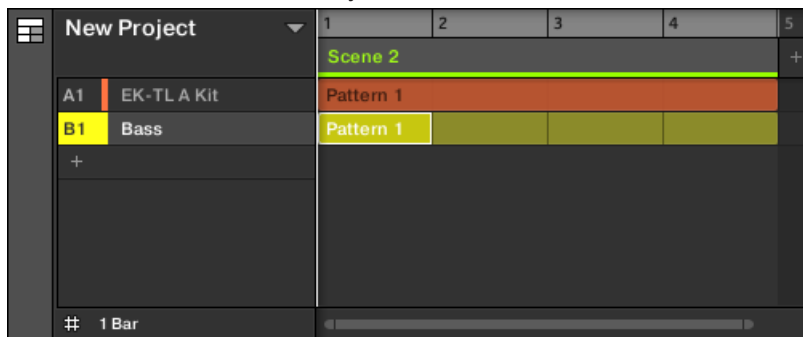 New Project 1 2 3 4 5
Scene 2 +
A1 EK-TL A Kit Pattern 1
B1 Bass Pattern 1
+
1 Bar